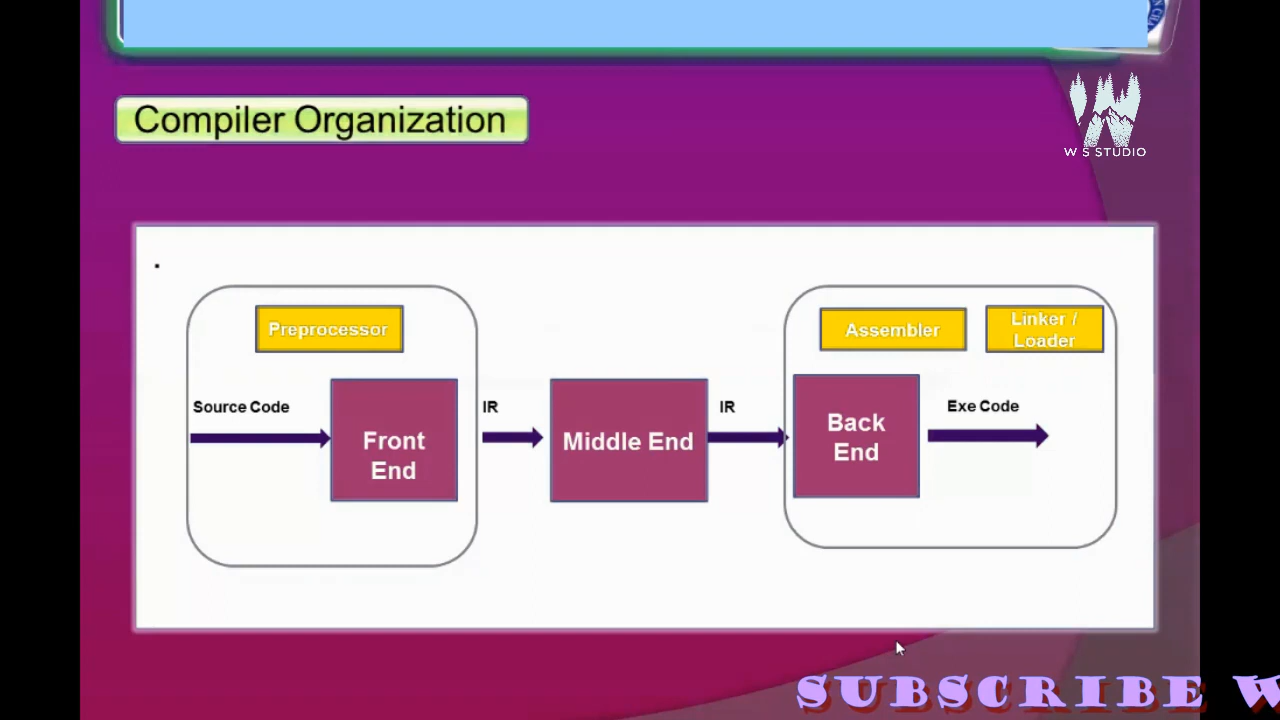 Compiler Organization
W S STUDIO
.
Preprocessor
Assembler
Linker /
Loader
Source Code
IR
IR
Exe Code
Front
End
Middle End
Back
End
SUBSCRIBE W